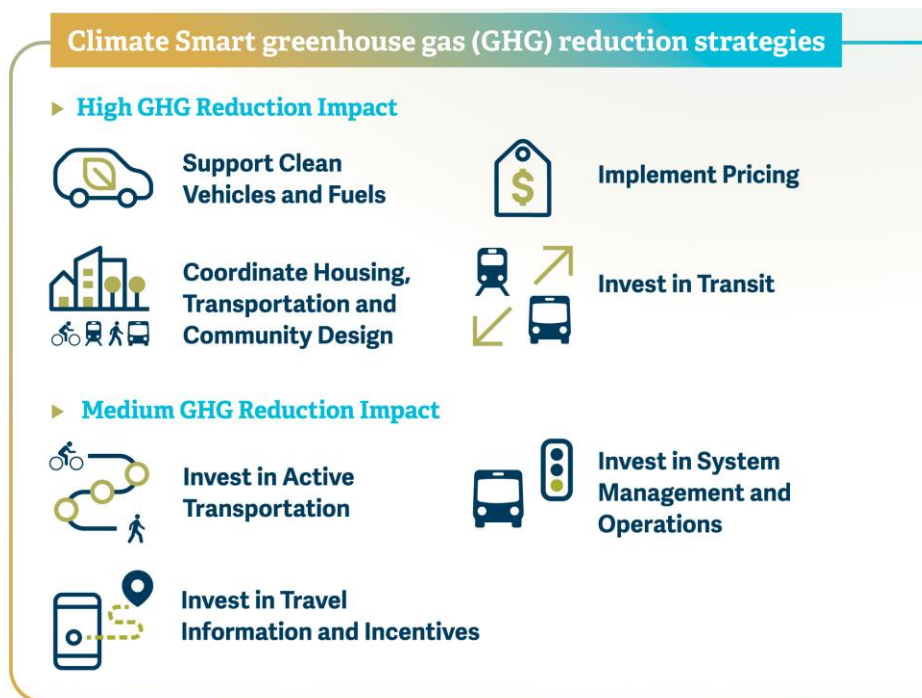 Climate Smart greenhouse gas (GHG) reduction strategies
High GHG Reduction Impact
Support Clean
Vehicles and Fuels
$
Implement Pricing
Coordinate Housing,
Transportation and
Community Design
Invest in Transit
Medium GHG Reduction Impact
Invest in Active
Transportation
Invest in System
Management and
Operations
Invest in Travel
Information and Incentives